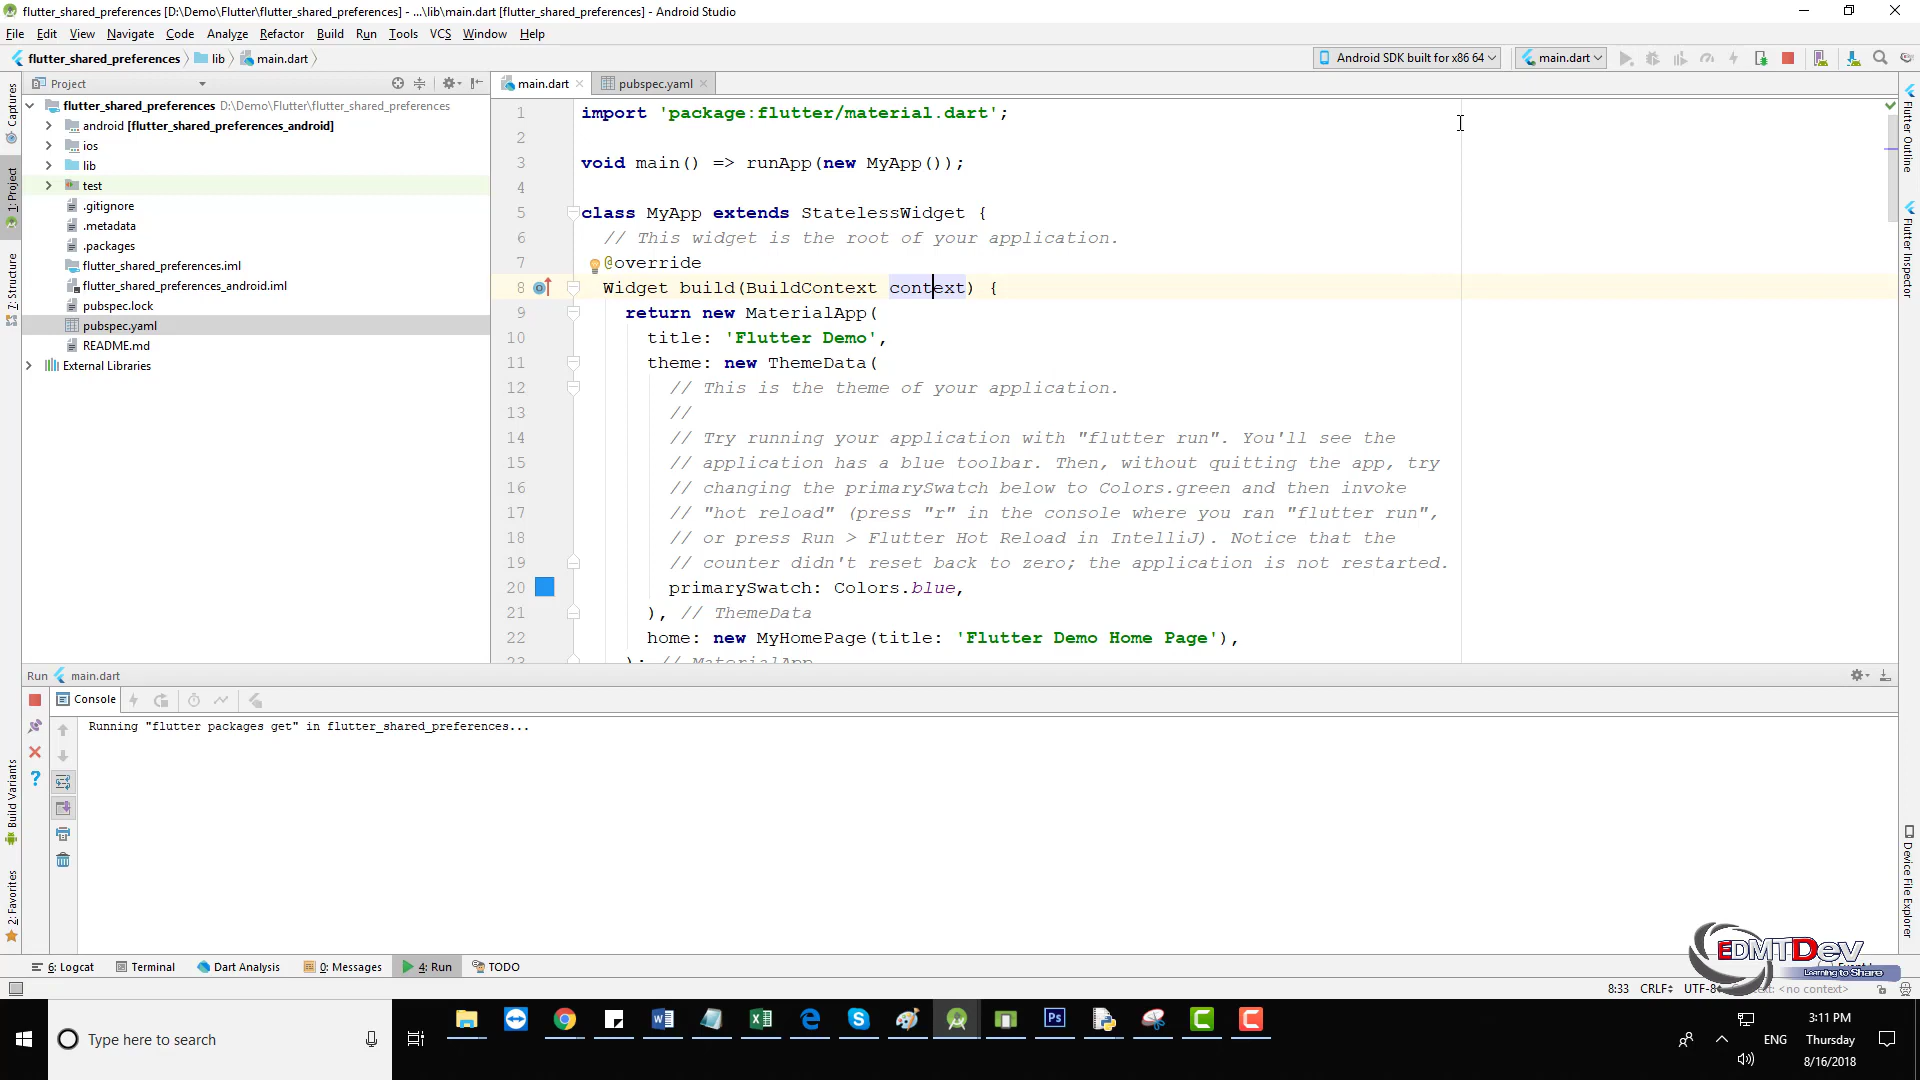 flutter_shared_preferences [D:\Demo\Flutter\flutter_shared_preferences] - ...\lib\main.dart [flutter_shared_preferences] - Android Studio
File Edit View Navigate Code Analyze Refactor Build Run Tools VCS Window Help
flutter_shared_preferences lib main.dart
Android SDK built for x86 64 main.dart
Project
main.dart pubspec.yaml
Captures
1: Project
7: Structure
Build Variants
2: Favorites
flutter_shared_preferences D:\Demo\Flutter\flutter_shared_preferences
android [flutter_shared_preferences_android]
ios
lib
test
.gitignore
.metadata
.packages
flutter_shared_preferences.iml
flutter_shared_preferences_android.iml
pubspec.lock
pubspec.yaml
README.md
External Libraries
1 import 'package:flutter/material.dart';
2
3 void main() => runApp(new MyApp());
4
5 class MyApp extends StatelessWidget {
6 // This widget is the root of your application.
7 @override
8 Widget build(BuildContext context) {
9 return new MaterialApp(
10 title: 'Flutter Demo',
11 theme: new ThemeData(
12 // This is the theme of your application.
13 //
14 // Try running your application with "flutter run". You'll see the
15 // application has a blue toolbar. Then, without quitting the app, try
16 // changing the primarySwatch below to Colors.green and then invoke
17 // "hot reload" (press "r" in the console where you ran "flutter run",
18 // or press Run > Flutter Hot Reload in IntelliJ). Notice that the
19 // counter didn't reset back to zero; the application is not restarted.
20 primarySwatch: Colors.blue,
21 ), // ThemeData
22 home: new MyHomePage(title: 'Flutter Demo Home Page'),
23 ); // MaterialApp
Flutter Outline
Flutter Inspector
Device File Explorer
Run main.dart
Console
Running "flutter packages get" in flutter_shared_preferences...
EDMTDev
Learning to Share
6: Logcat Terminal Dart Analysis 0: Messages 4: Run TODO
8:33 CRLF UTF-8 <no context>
Type here to search
ENG
3:11 PM
Thursday
8/16/2018